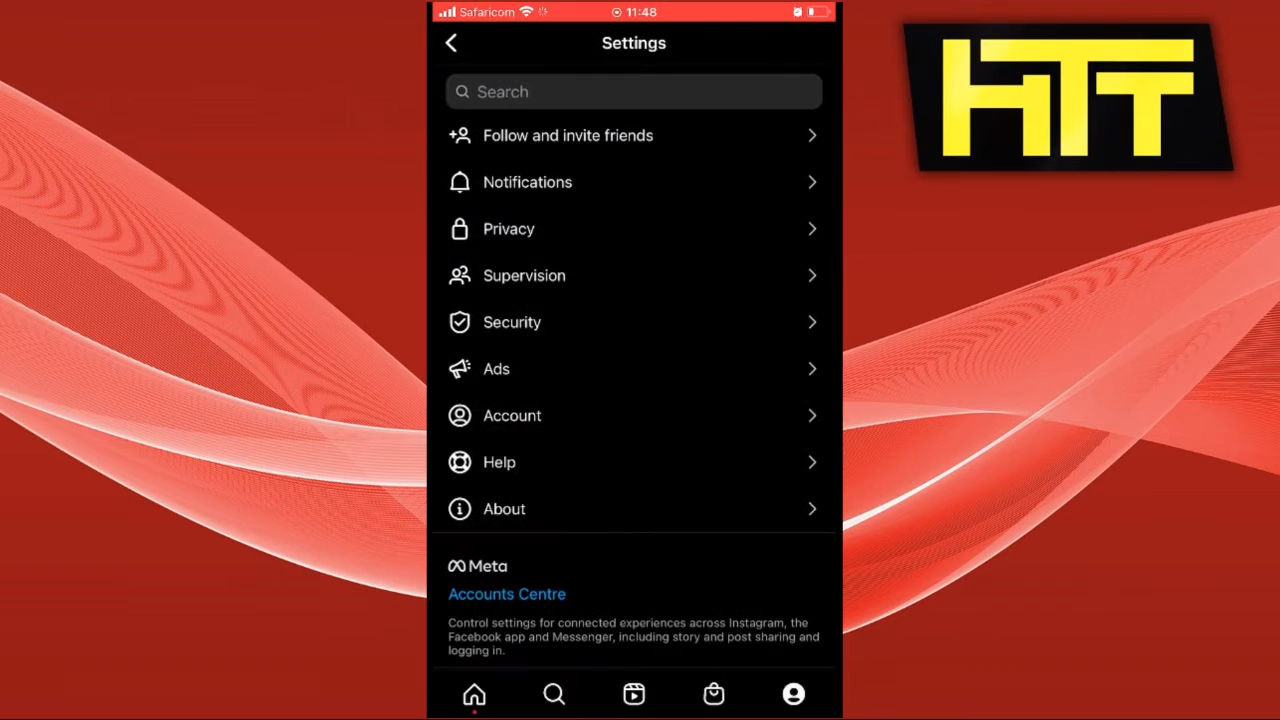 Safaricom 11:48
Settings
Search
Follow and invite friends
Notifications
Privacy
Supervision
Security
Ads
Account
Help
About
Meta
Accounts Centre
Control settings for connected experiences across Instagram, the
Facebook app and Messenger, including story and post sharing and
logging in.
HTT